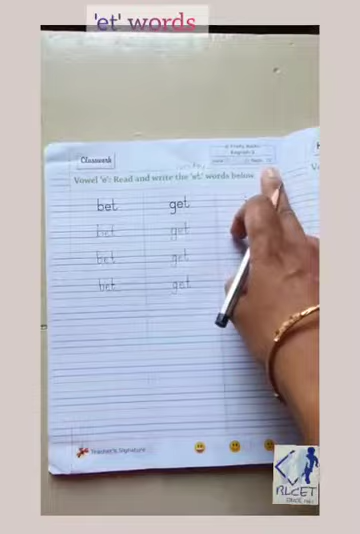 'et' words
Classwork
Vowel 'e': Read and write the 'et' words below.
bet get
bet get
bet get
bet get
Teacher's Signature
RLCET